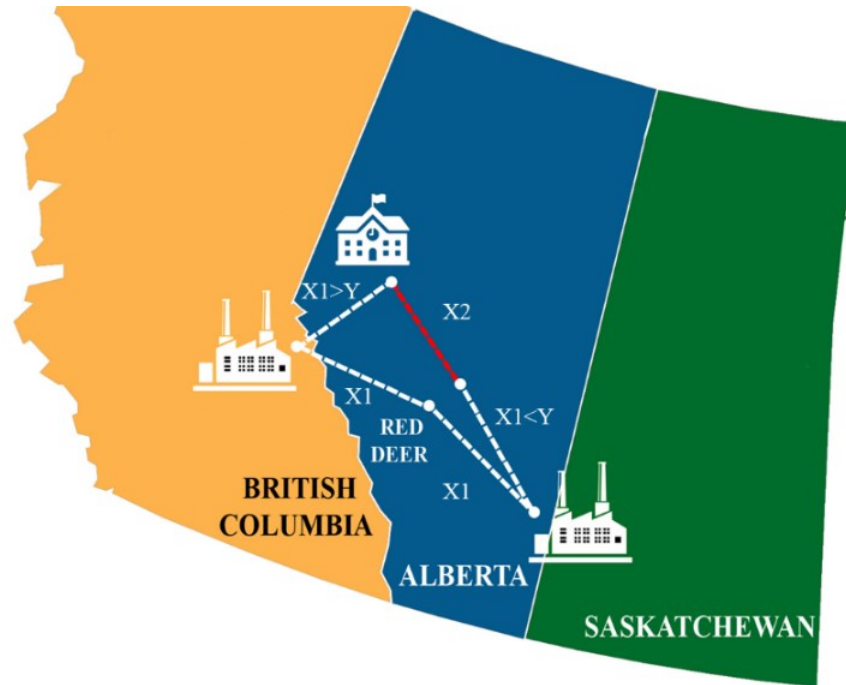 X1>Y
X2
X1
RED
DEER
X1<Y
X1
BRITISH
COLUMBIA
ALBERTA
SASKATCHEWAN